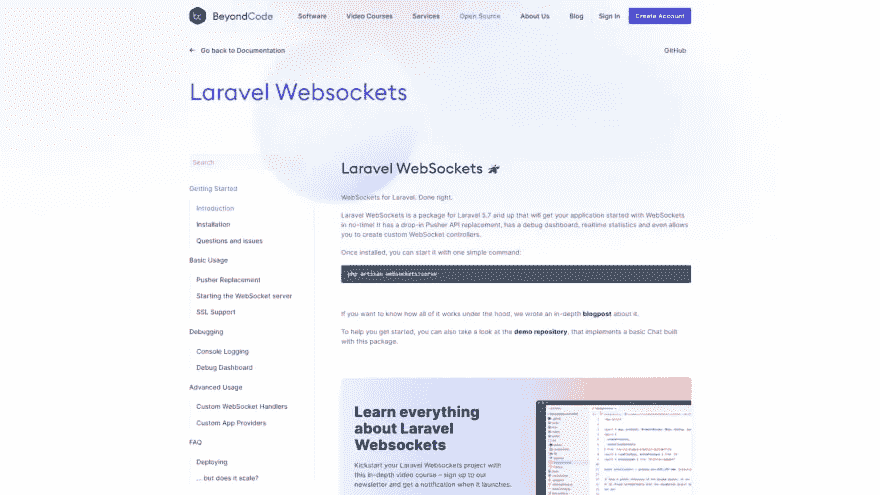 BeyondCode
Software
Video Courses
Services
Open Source
About Us
Blog
Sign In
Create Account
← Go back to Documentation
GitHub
Laravel Websockets
Search
Getting Started
Introduction
Installation
Questions and issues
Basic Usage
Pusher Replacement
Starting the WebSocket server
SSL Support
Debugging
Console Logging
Debug Dashboard
Advanced Usage
Custom WebSocket Handlers
Custom App Providers
FAQ
Deploying
... but does it scale?
Laravel WebSockets
WebSockets for Laravel. Done right.
Laravel WebSockets is a package for Laravel 5.7 and up that will get your application started with WebSockets
in no-time! It has a drop-in Pusher API replacement, has a debug dashboard, realtime statistics and even allows
you to create custom WebSocket controllers.
Once installed, you can start it with one simple command:
php artisan websockets:serve
If you want to know how all of it works under the hood, we wrote an in-depth blogpost about it.
To help you get started, you can also take a look at the demo repository, that implements a basic Chat built
with this package.
Learn everything
about Laravel
Websockets
Kickstart your Laravel Websockets project with
this in-depth video course – sign up to our
newsletter and get a notification when it launches.